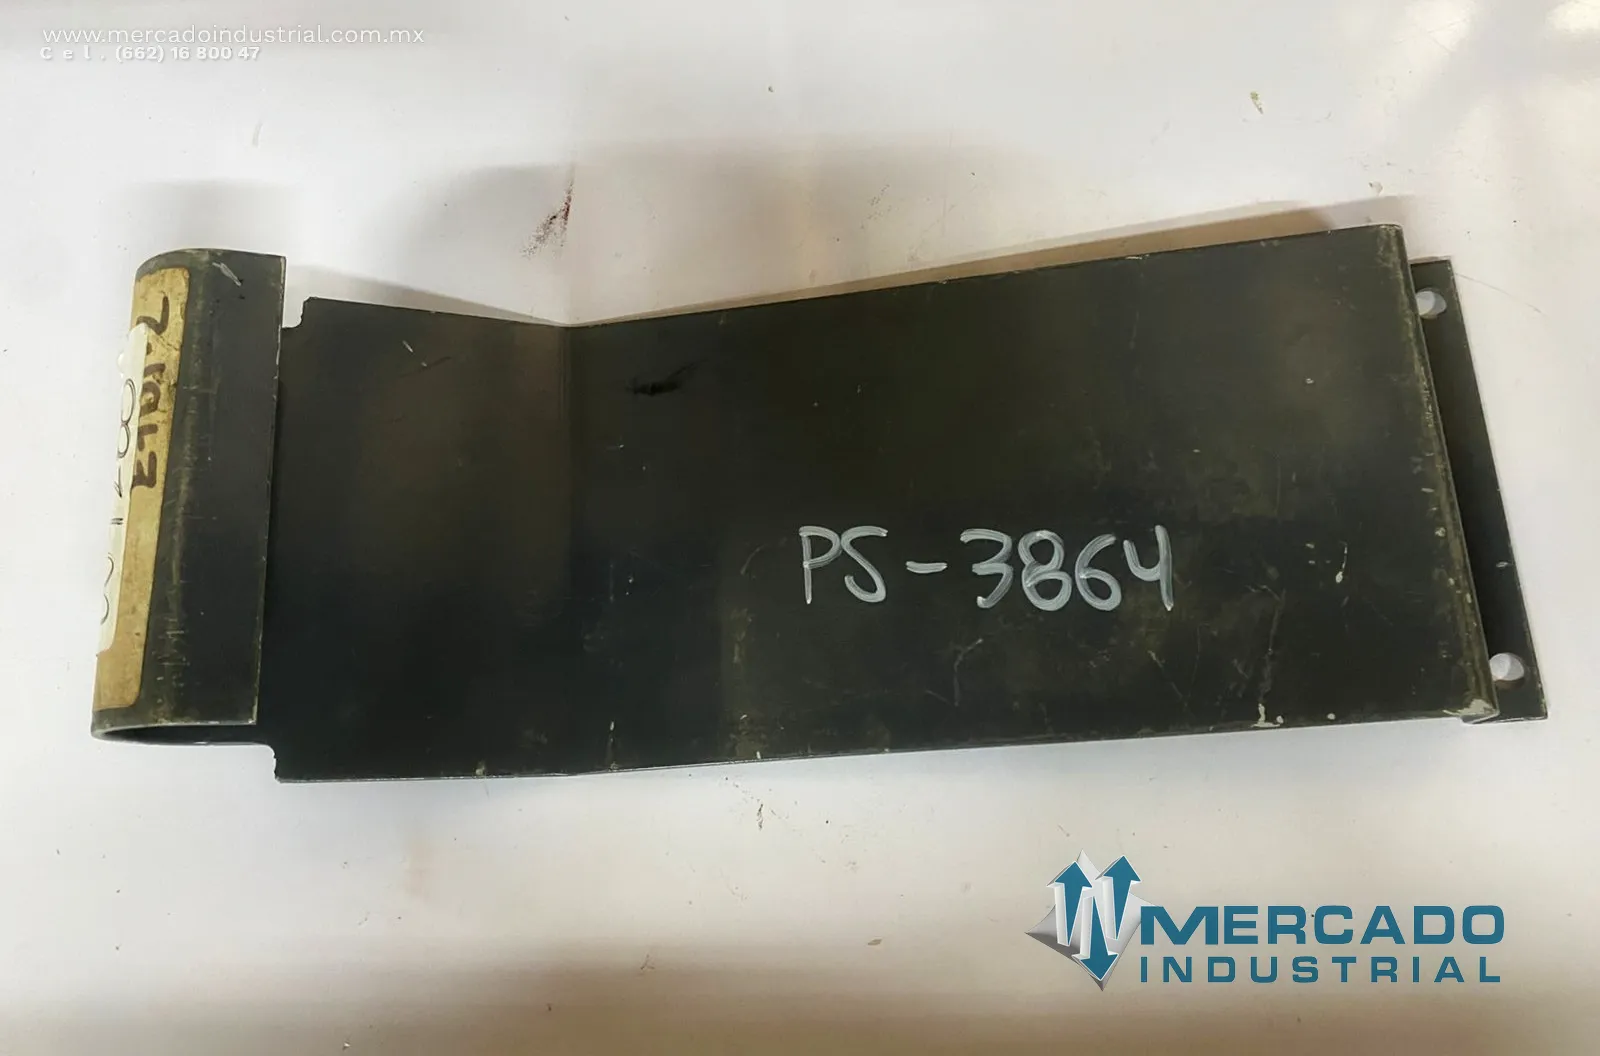 www.mercadoindustrial.com.mx
Cel.(662) 16 800 47
PS-3864
MERCADO
INDUSTRIAL